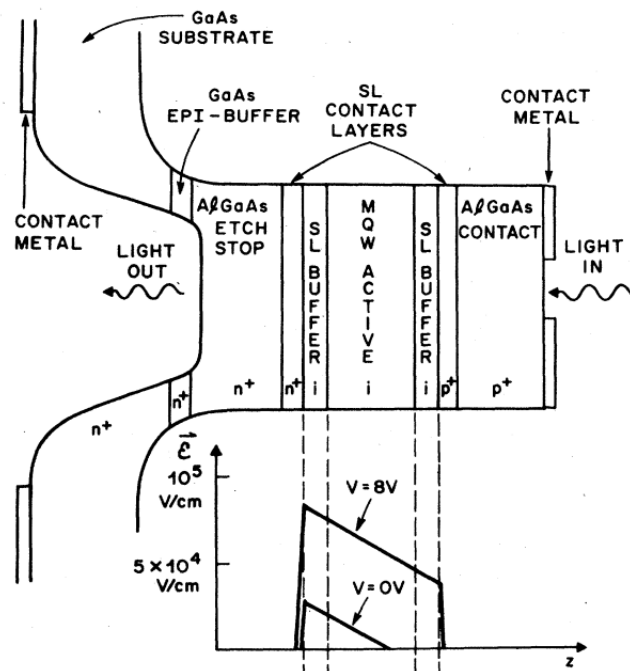 GaAs
SUBSTRATE
GaAs
EPI-BUFFER
SL
CONTACT
LAYERS
CONTACT
METAL
CONTACT
METAL
AlGaAs
ETCH
STOP
SL BUFFER
MQW ACTIVE
SL BUFFER
AlGaAs
CONTACT
LIGHT
OUT
LIGHT
IN
n+
n+
n+
n+
i
i
i
p+
p+
ℰ
10⁵
V/cm
5 × 10⁴
V/cm
V = 8V
V = 0V
z